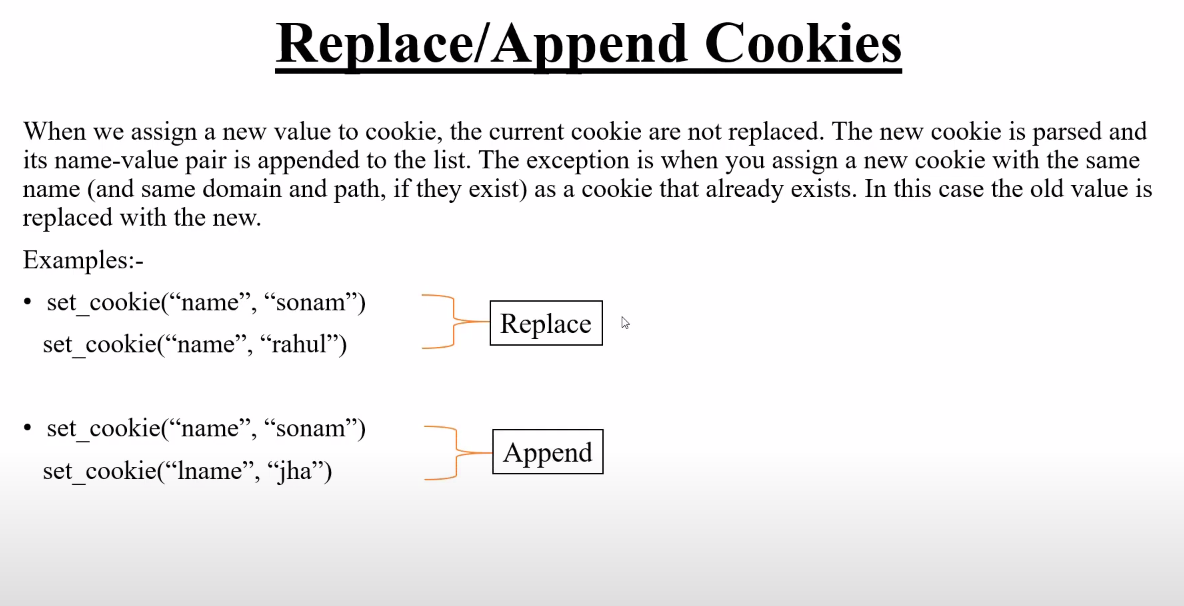 Replace/Append Cookies
When we assign a new value to cookie, the current cookie are not replaced. The new cookie is parsed and
its name-value pair is appended to the list. The exception is when you assign a new cookie with the same
name (and same domain and path, if they exist) as a cookie that already exists. In this case the old value is
replaced with the new.
Examples:-
• set_cookie(“name”, “sonam”)
set_cookie(“name”, “rahul”)
Replace
• set_cookie(“name”, “sonam”)
set_cookie(“lname”, “jha”)
Append